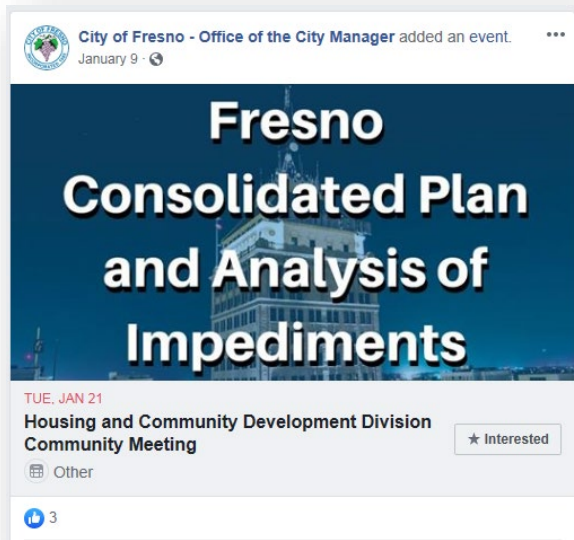 City of Fresno - Office of the City Manager added an event.
January 9
Fresno
Consolidated Plan
and Analysis of
Impediments
TUE, JAN 21
Housing and Community Development Division
Community Meeting
★ Interested
Other
3